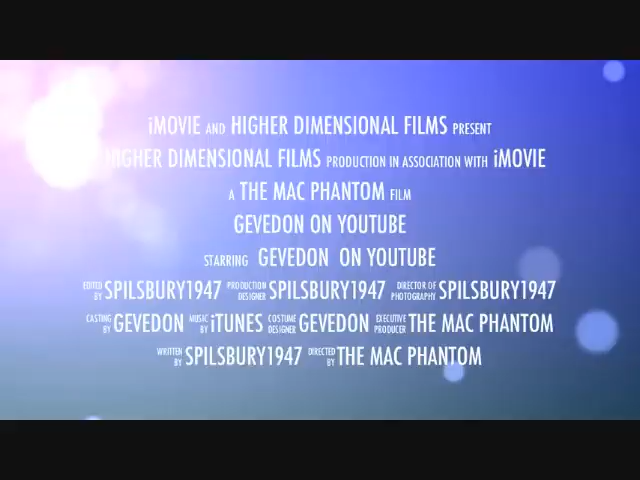 iMOVIE AND HIGHER DIMENSIONAL FILMS PRESENT
HIGHER DIMENSIONAL FILMS PRODUCTION IN ASSOCIATION WITH iMOVIE
A THE MAC PHANTOM FILM
GEVEDON ON YOUTUBE
STARRING GEVEDON ON YOUTUBE
EDITED BY SPILSBURY1947 PRODUCTION DESIGNER SPILSBURY1947 DIRECTOR OF PHOTOGRAPHY SPILSBURY1947
CASTING BY GEVEDON MUSIC BY iTUNES COSTUME DESIGNER GEVEDON EXECUTIVE PRODUCER THE MAC PHANTOM
WRITTEN BY SPILSBURY1947 DIRECTED BY THE MAC PHANTOM